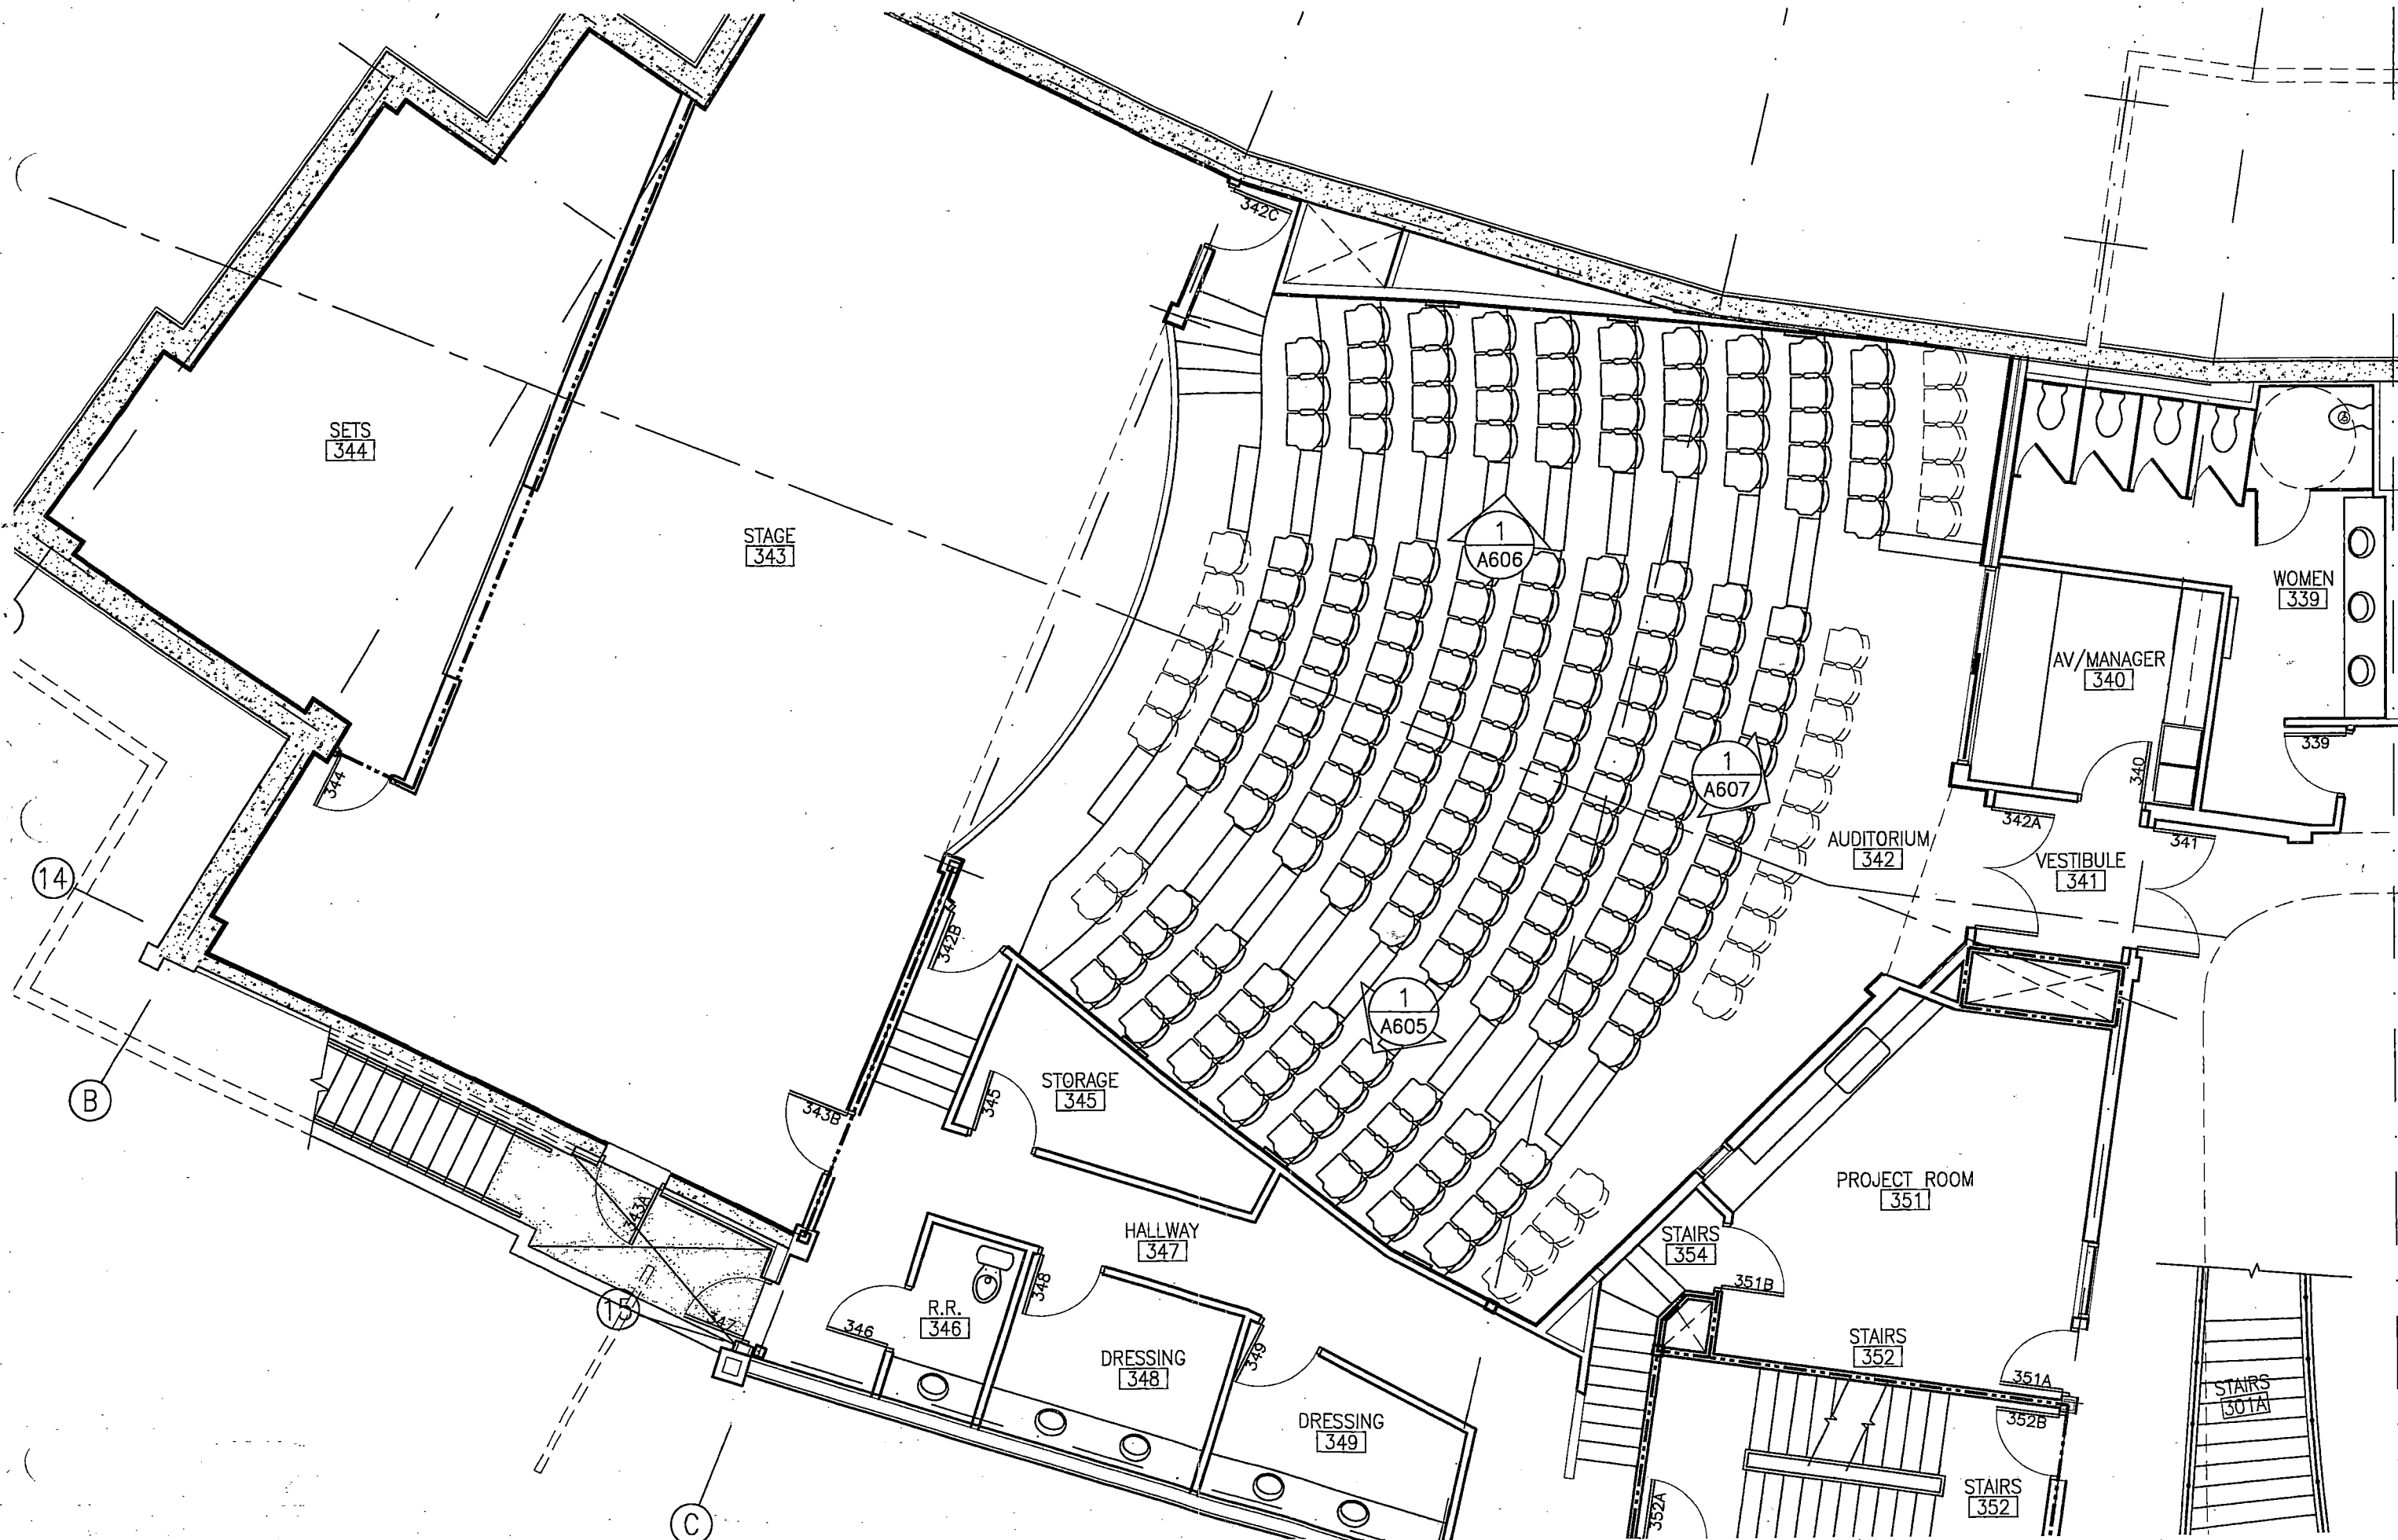 342C
SETS
344
STAGE
343
1
A606
WOMEN
339
AV/MANAGER
340
339
340
1
A607
342A
341
AUDITORIUM
342
VESTIBULE
341
344
14
342B
1
A605
B
STORAGE
345
345
343B
PROJECT ROOM
351
343A
HALLWAY
347
STAIRS
354
351B
348
15
347
346
R.R.
346
349
DRESSING
348
STAIRS
352
351A
352B
STAIRS
301A
DRESSING
349
STAIRS
352
352A
C